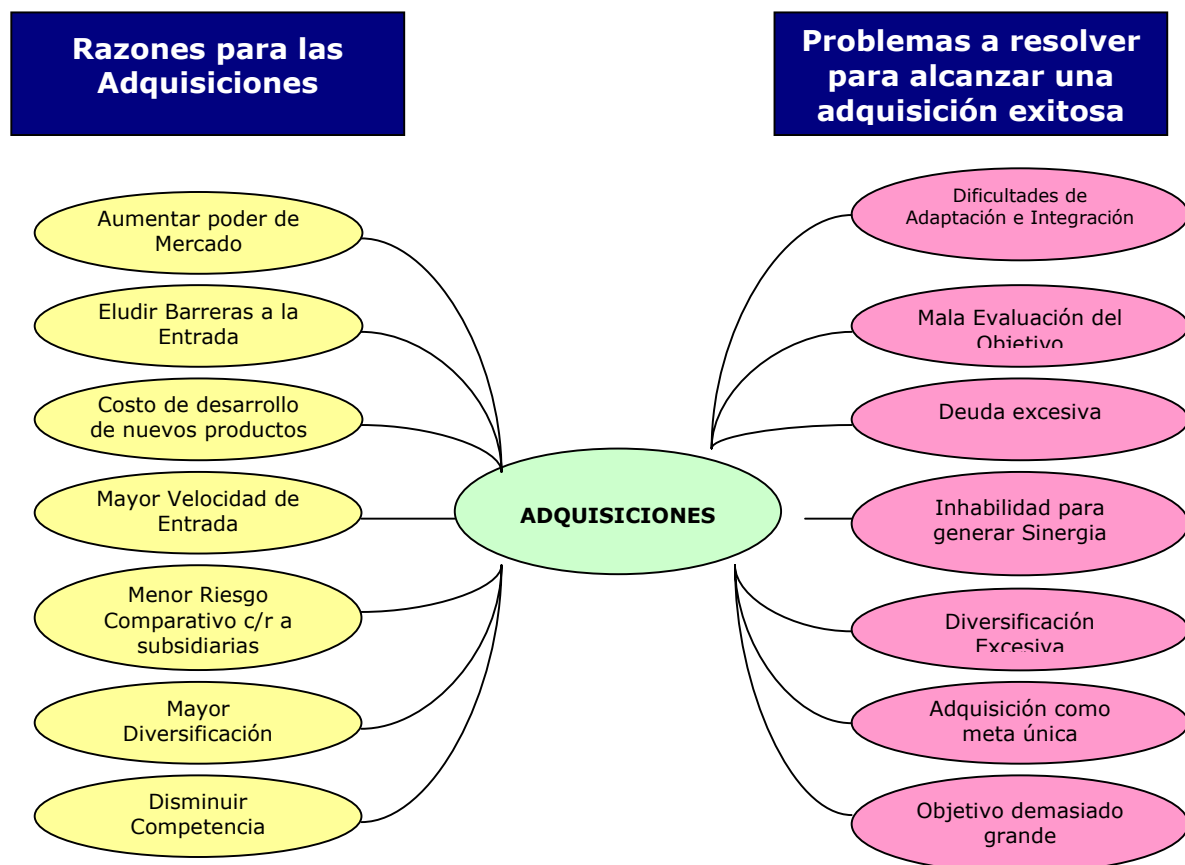 Razones para las
Adquisiciones
Problemas a resolver
para alcanzar una
adquisición exitosa
Aumentar poder de
Mercado
Eludir Barreras a la
Entrada
Costo de desarrollo
de nuevos productos
Mayor Velocidad de
Entrada
Menor Riesgo
Comparativo c/r a
subsidiarias
Mayor
Diversificación
Disminuir
Competencia
ADQUISICIONES
Dificultades de
Adaptación e Integración
Mala Evaluación del
Objetivo
Deuda excesiva
Inhabilidad para
generar Sinergia
Diversificación
Excesiva
Adquisición como
meta única
Objetivo demasiado
grande